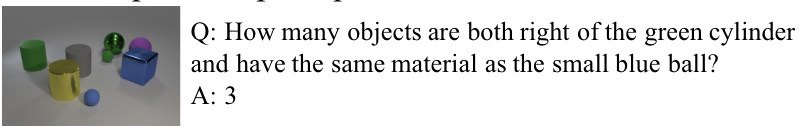 Q: How many objects are both right of the green cylinder
and have the same material as the small blue ball?
A: 3